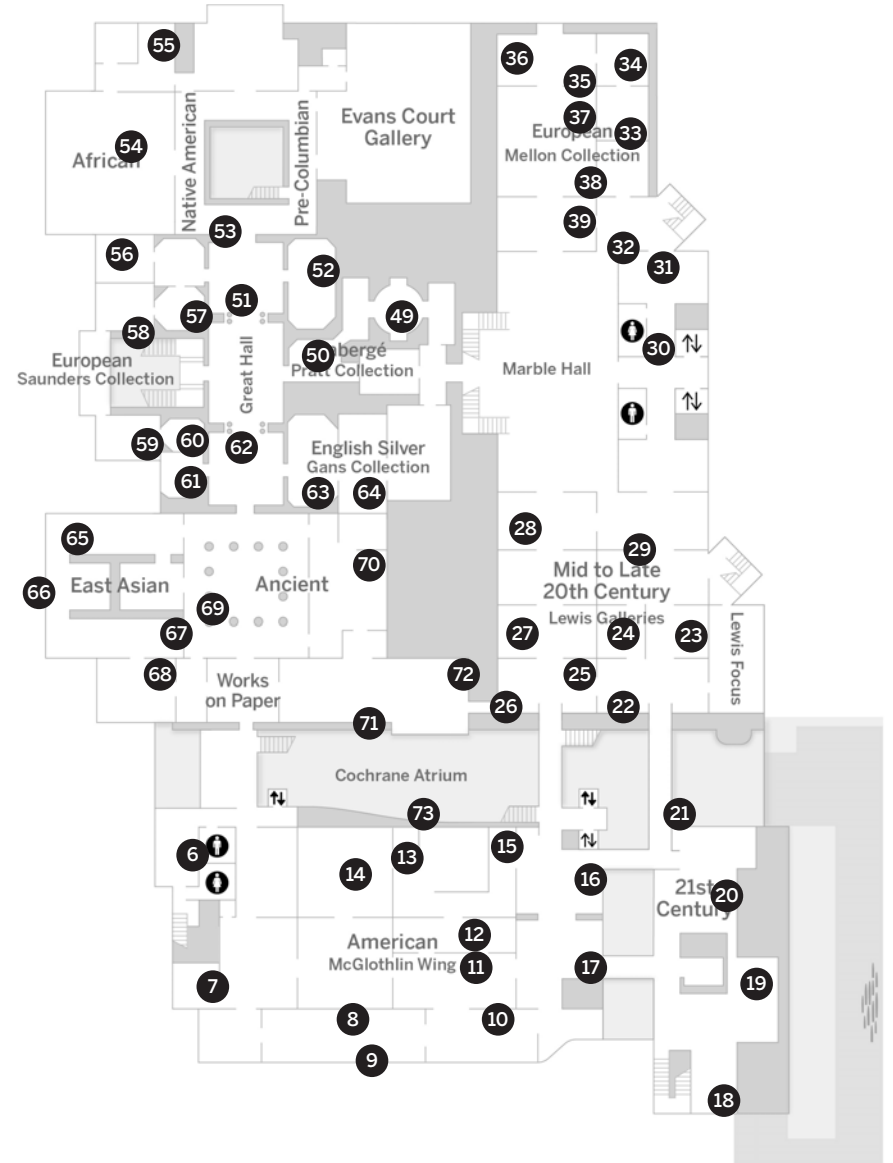 55
36
34
35
37
Evans Court
Gallery
54
African
Native American
Pre-Columbian
European
33
Mellon Collection
38
53
39
56
52
32
31
51
57
49
58
30
50
European
Saunders Collection
Great Hall
Pratt Collection
Marble Hall
59
60
62
English Silver
Gans Collection
61
63
64
65
28
29
66
East Asian
Ancient
70
Mid to Late
20th Century
Lewis Galleries
69
67
27
24
23
Lewis Focus
68
Works
on Paper
72
25
26
22
71
Cochrane Atrium
73
21
6
13
15
14
16
21st
Century
20
12
American
McGlothlin Wing
11
17
7
19
8
10
9
18